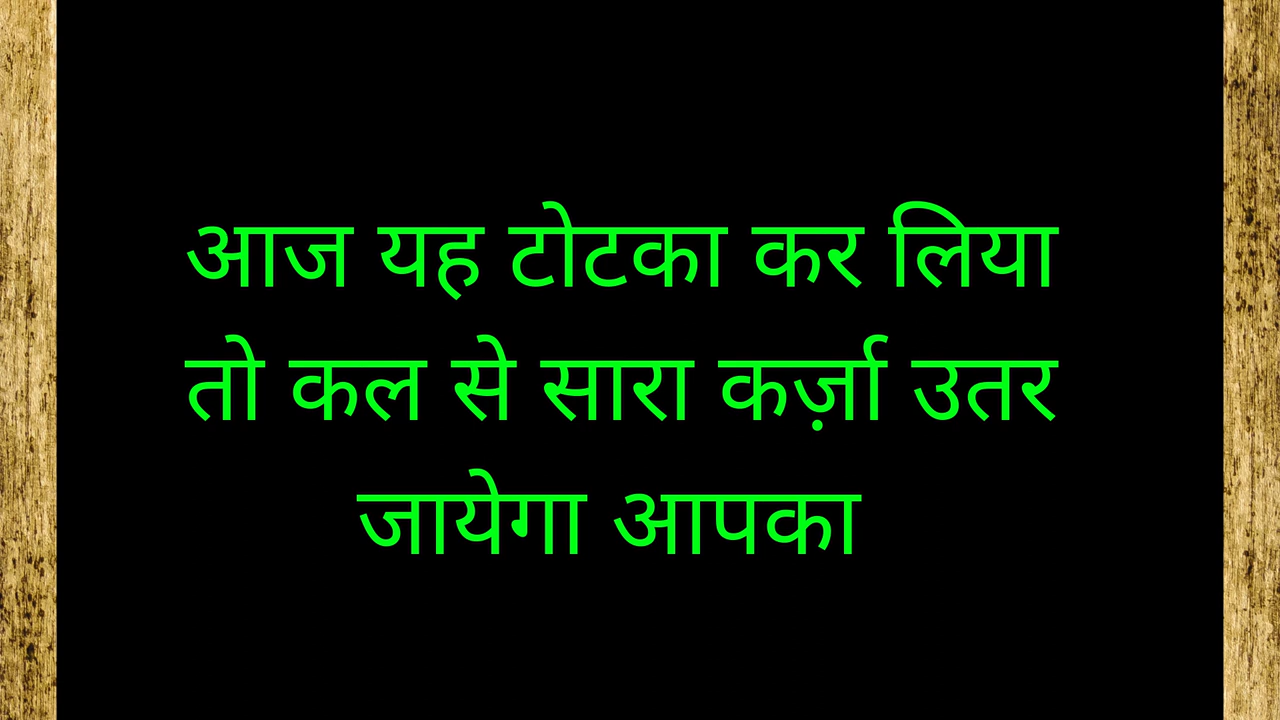 आज यह टोटका कर लिया
तो कल से सारा कर्ज़ा उतर
जायेगा आपका